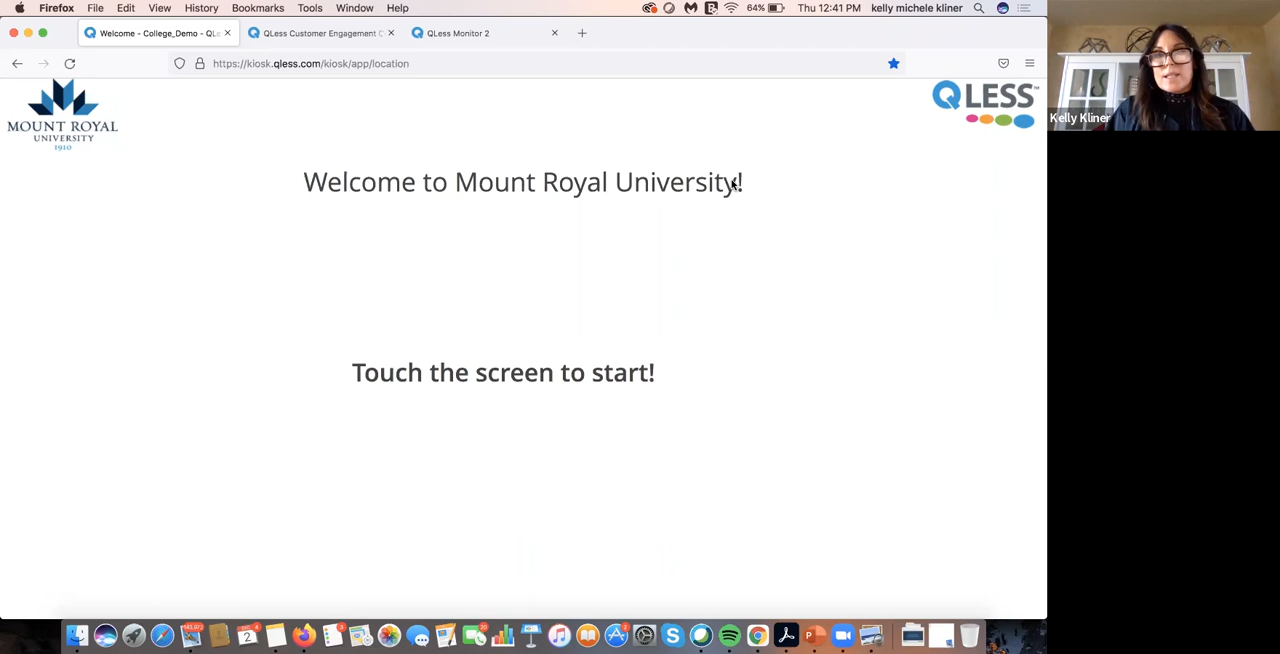 Firefox File Edit View History Bookmarks Tools Window Help 64% Thu 12:41 PM kelly michele kliner
Welcome - College_Demo - QLe × QLess Customer Engagement C × QLess Monitor 2 × +
https://kiosk.qless.com/kiosk/app/location
MOUNT ROYAL
UNIVERSITY
1910
QLESS™
Kelly Kliner
Welcome to Mount Royal University!
Touch the screen to start!